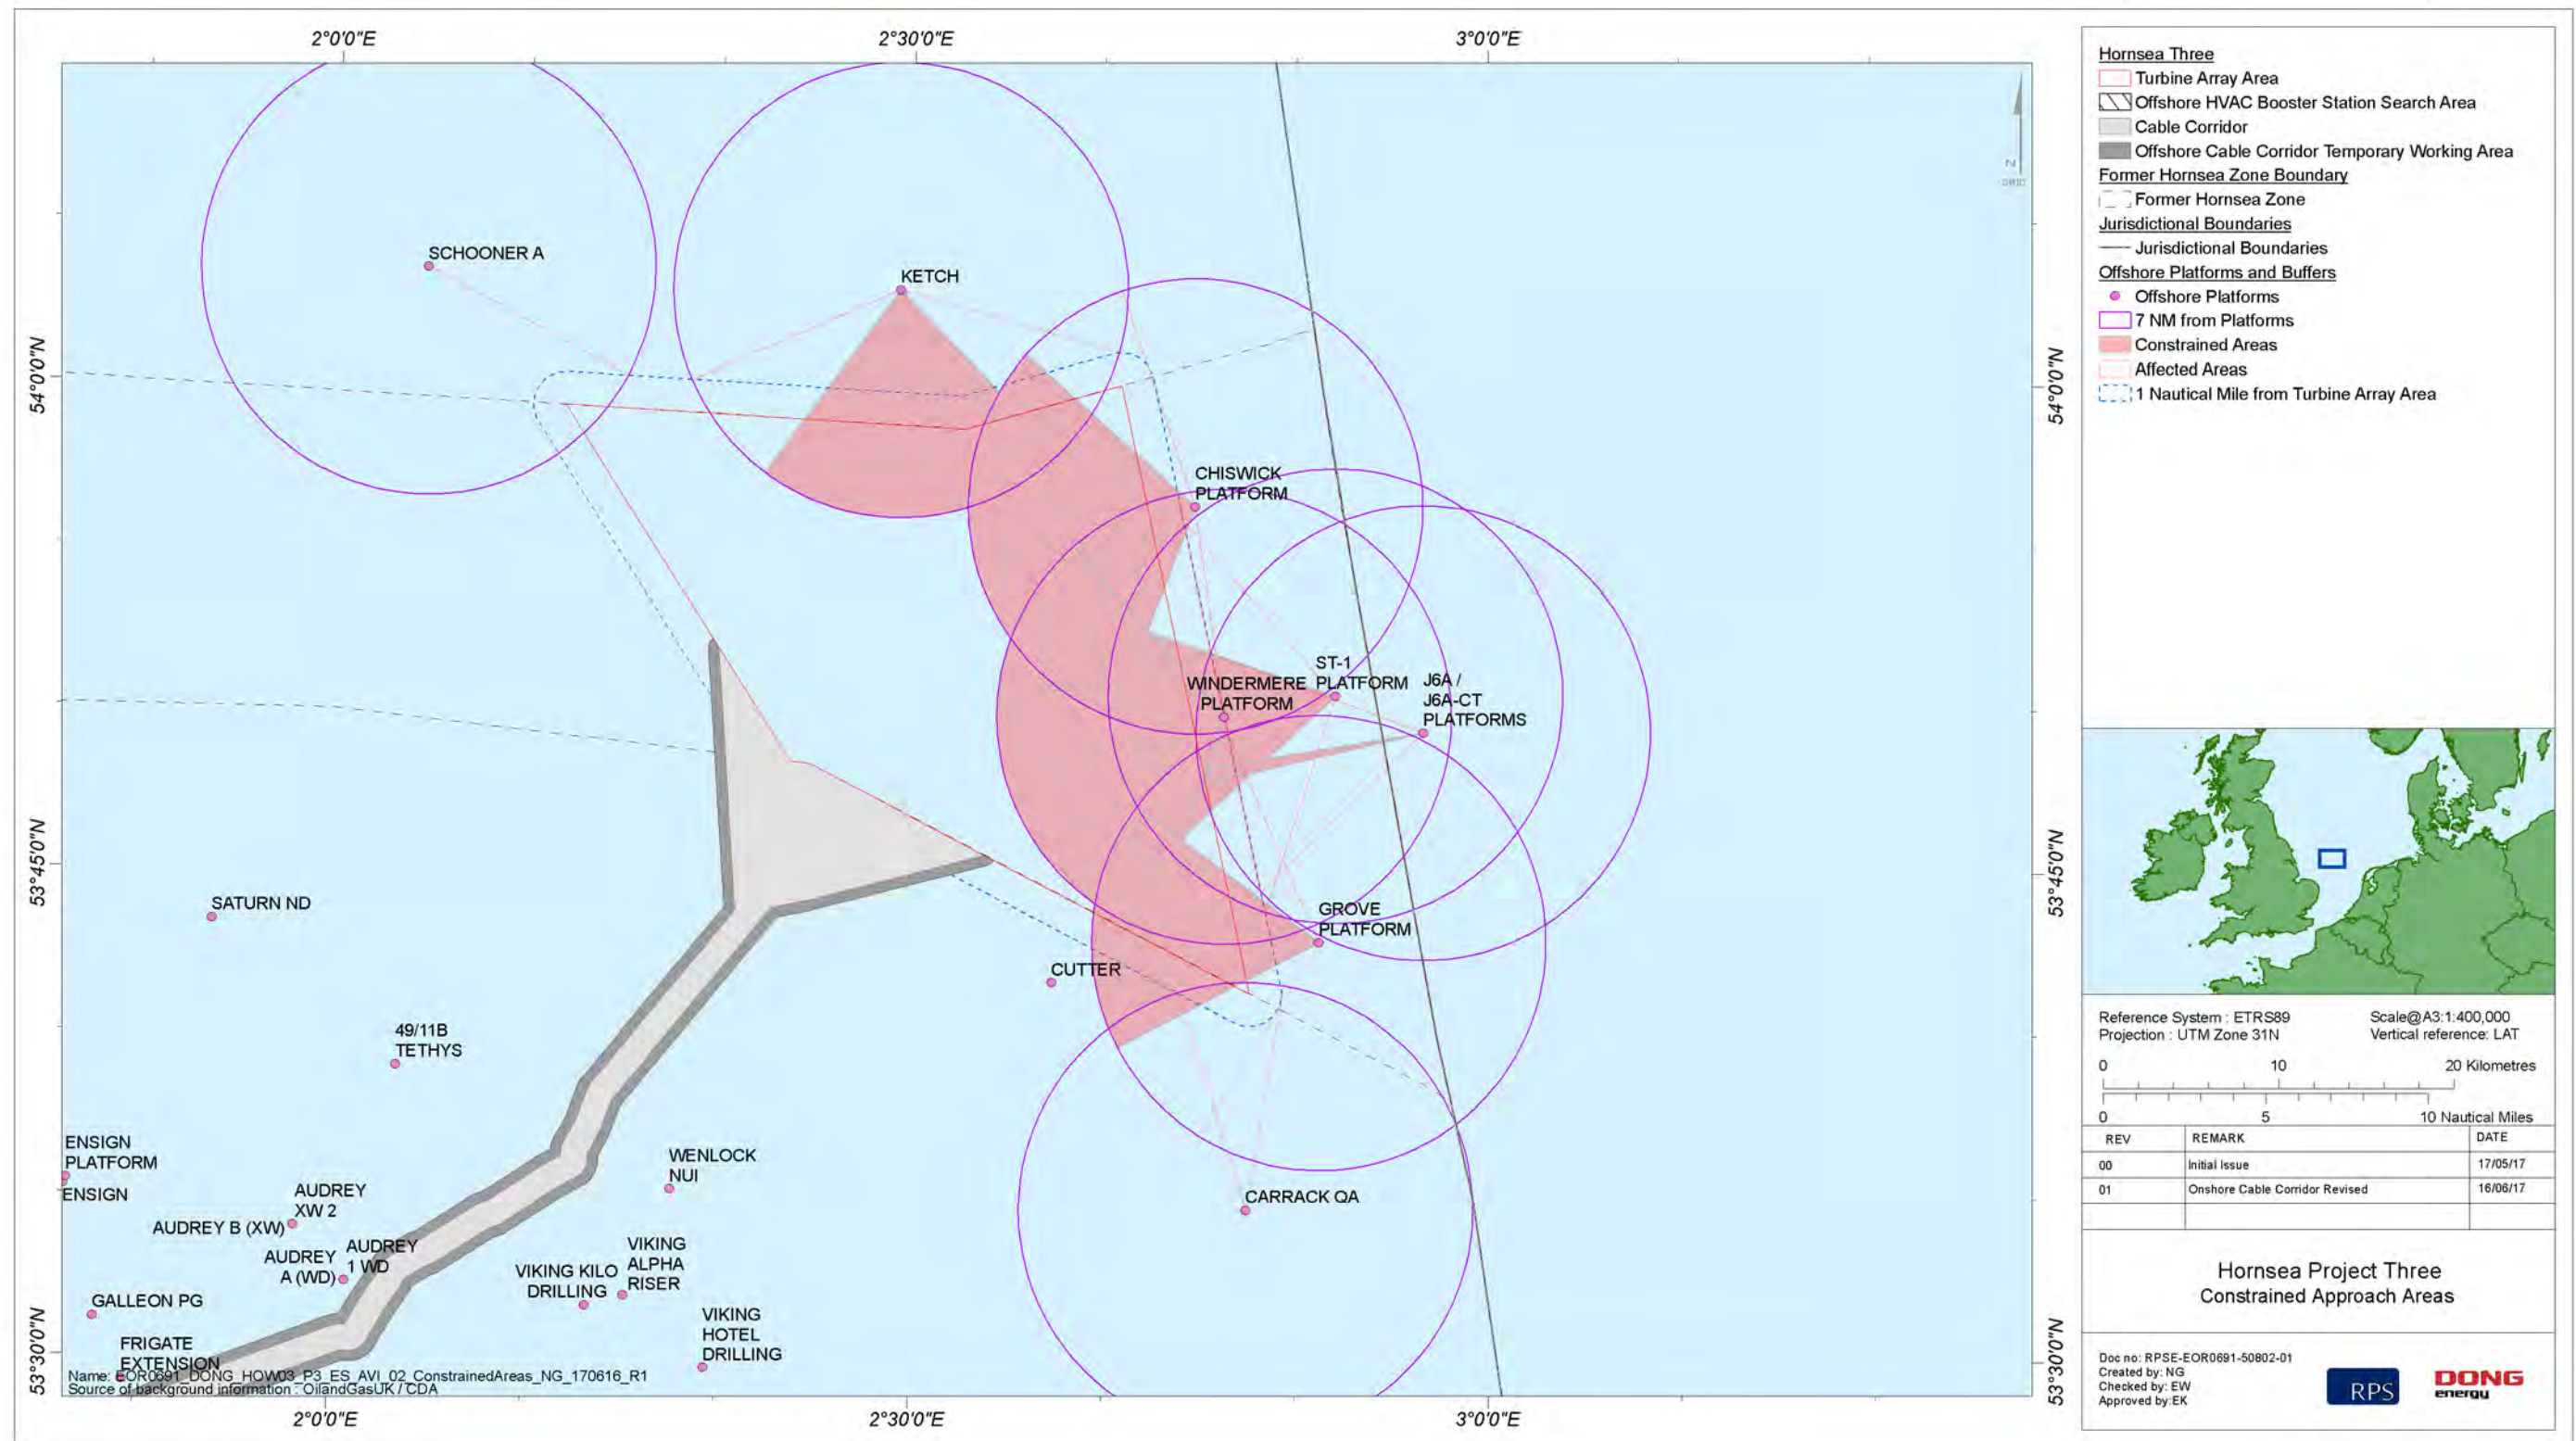 2°0'0"E
2°30'0"E
3°0'0"E
54°0'0"N
53°45'0"N
53°30'0"N
54°0'0"N
53°45'0"N
53°30'0"N
2°0'0"E
2°30'0"E
3°0'0"E
SCHOONER A
KETCH
CHISWICK
PLATFORM
ST-1
PLATFORM
WINDERMERE
PLATFORM
J6A /
J6A-CT
PLATFORMS
GROVE
PLATFORM
SATURN ND
CUTTER
49/11B
TETHYS
ENSIGN
PLATFORM
ENSIGN
WENLOCK
NUI
CARRACK QA
AUDREY
XW 2
AUDREY B (XW)
AUDREY
A (WD)
AUDREY
1 WD
VIKING KILO
DRILLING
VIKING
ALPHA
RISER
GALLEON PG
VIKING
HOTEL
DRILLING
FRIGATE
EXTENSION
Name: EOR0691_DONG_HOW03_P3_ES_AVI_02_ConstrainedAreas_NG_170616_R1
Source of background information : OilandGasUK / CDA
Hornsea Three
Turbine Array Area
Offshore HVAC Booster Station Search Area
Cable Corridor
Offshore Cable Corridor Temporary Working Area
Former Hornsea Zone Boundary
Former Hornsea Zone
Jurisdictional Boundaries
Jurisdictional Boundaries
Offshore Platforms and Buffers
Offshore Platforms
7 NM from Platforms
Constrained Areas
Affected Areas
1 Nautical Mile from Turbine Array Area
Reference System : ETRS89
Scale@A3:1:400,000
Projection : UTM Zone 31N
Vertical reference: LAT
0 10 20 Kilometres
0 5 10 Nautical Miles
REV REMARK DATE
00 Initial Issue 17/05/17
01 Onshore Cable Corridor Revised 16/06/17
Hornsea Project Three
Constrained Approach Areas
Doc no: RPSE-EOR0691-50802-01
Created by: NG
Checked by: EW
Approved by:EK
RPS
DONG
energy